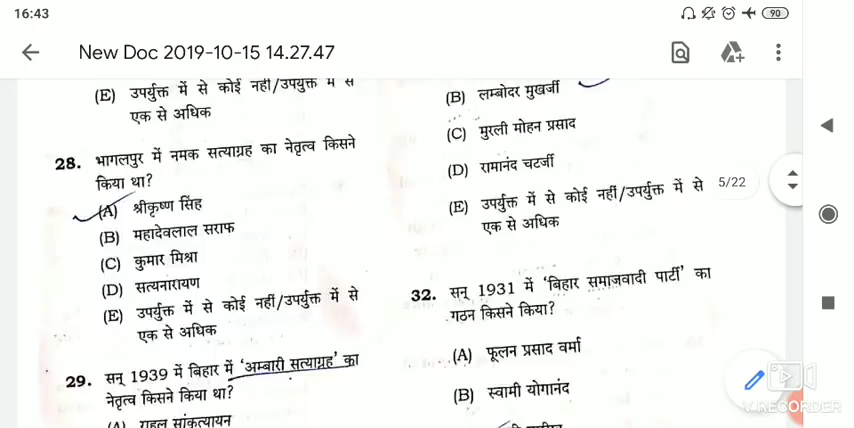 16:43
90
New Doc 2019-10-15 14.27.47
(E) उपर्युक्त में से कोई नहीं/उपर्युक्त में से
एक से अधिक
28. भागलपुर में नमक सत्याग्रह का नेतृत्व किसने
किया था?
(A) श्रीकृष्ण सिंह
(B) महादेवलाल सराफ
(C) कुमार मिश्रा
(D) सत्यनारायण
(E) उपर्युक्त में से कोई नहीं/उपर्युक्त में से
एक से अधिक
29. सन् 1939 में बिहार में ‘अम्बारी सत्याग्रह’ का
नेतृत्व किसने किया था?
(A) राहुल सांकृत्यायन
(B) लम्बोदर मुखर्जी
(C) मुरली मोहन प्रसाद
(D) रामानंद चटर्जी
(E) उपर्युक्त में से कोई नहीं/उपर्युक्त में से
एक से अधिक
5/22
32. सन् 1931 में ‘बिहार समाजवादी पार्टी’ का
गठन किसने किया?
(A) फूलन प्रसाद वर्मा
(B) स्वामी योगानंद
V.RECORDER